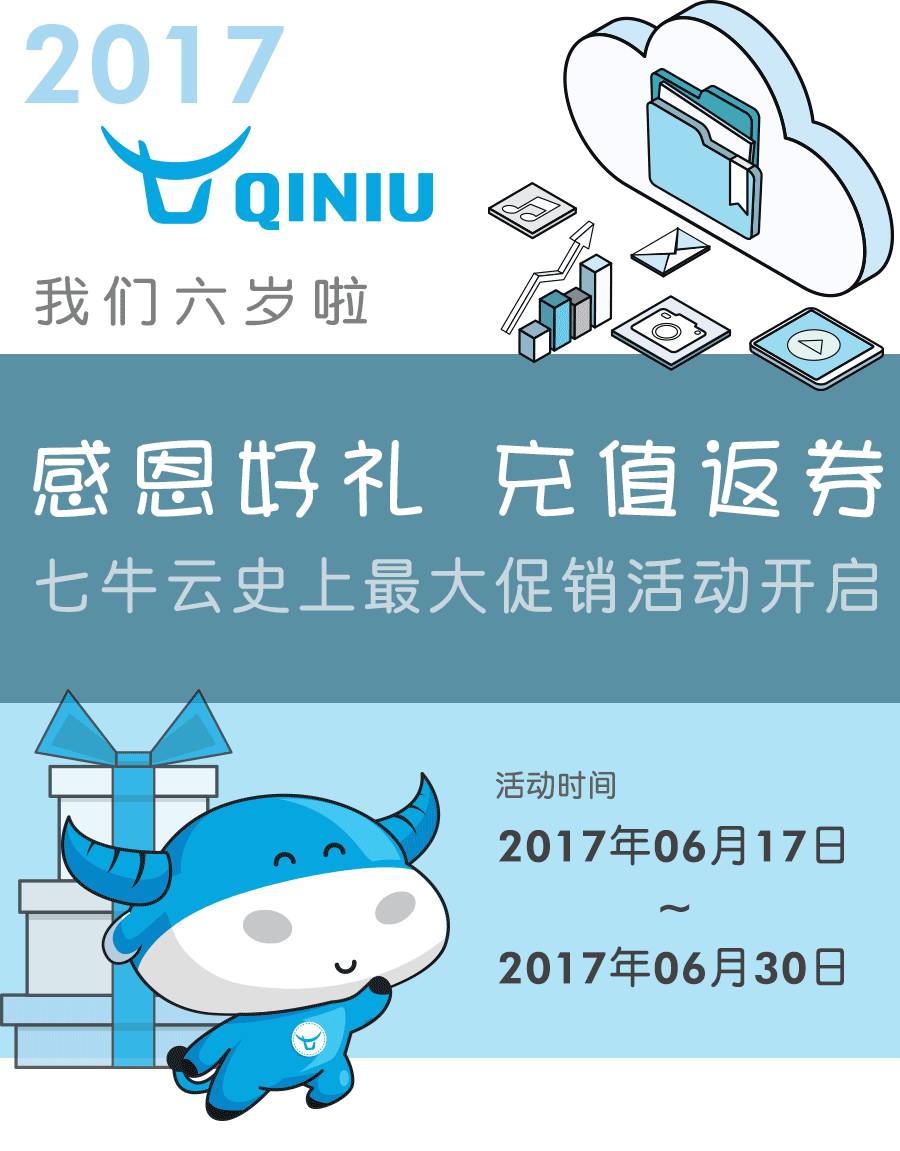 2017
QINIU
我们六岁啦
感恩好礼 充值返券
七牛云史上最大促销活动开启
活动时间
2017年06月17日
~
2017年06月30日